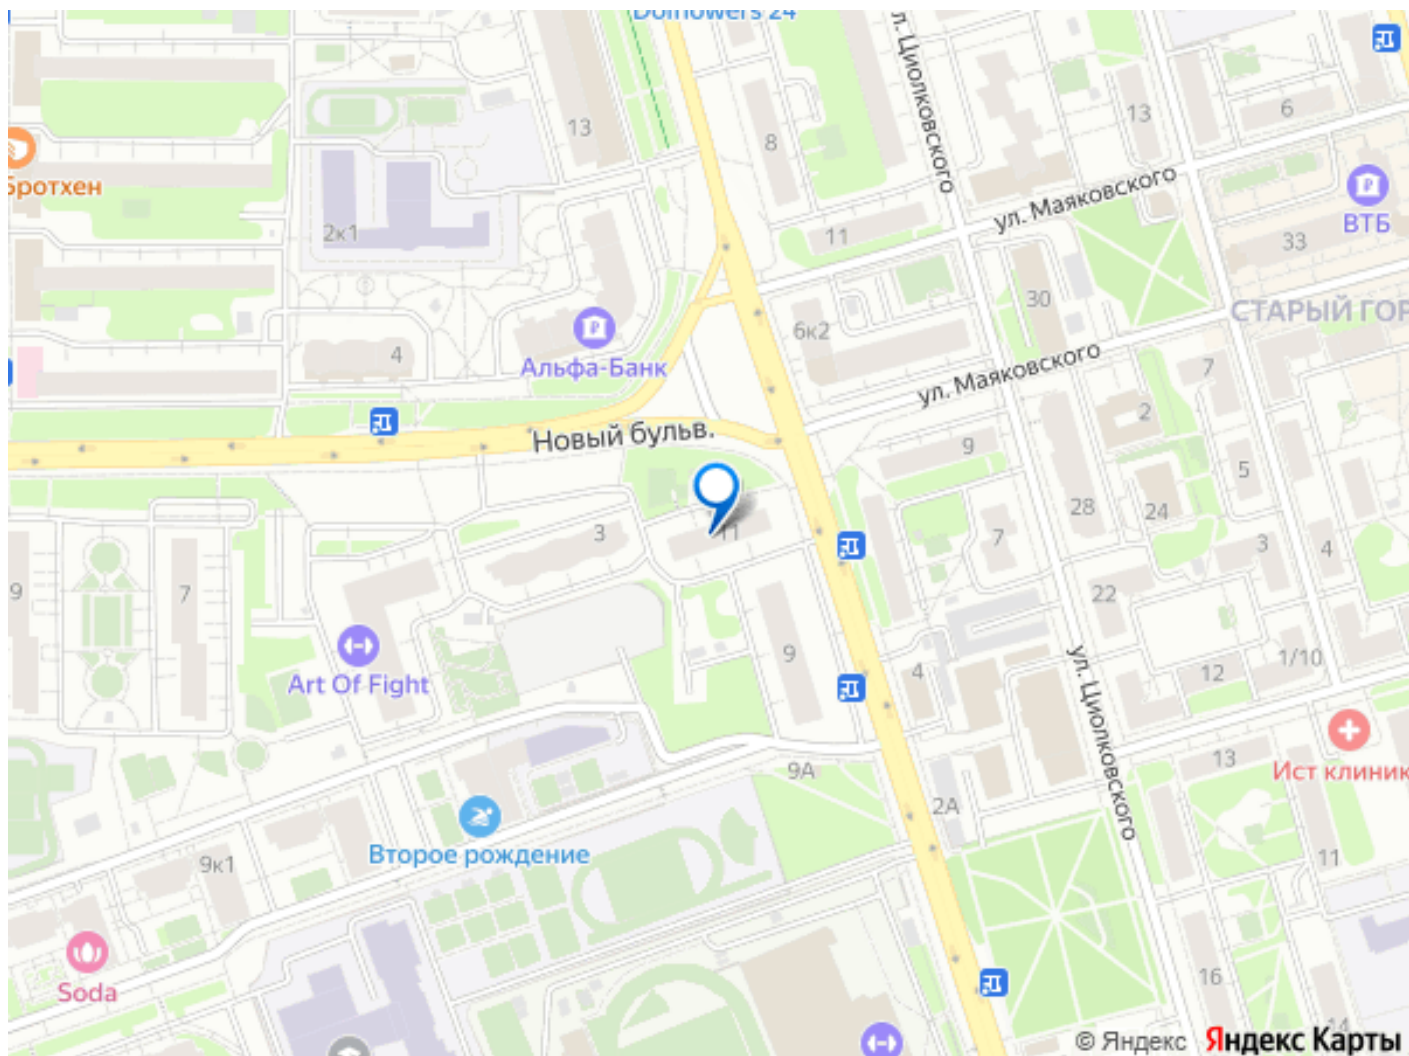 Dolflowers 24
ул. Циолковского
13
13
6
8
Бротхен
ул. Маяковского
ВТБ
2к1
11
33
30
СТАРЫЙ ГОР
6к2
Альфа-Банк
4
ул. Маяковского
7
2
Новый бульв.
9
5
28
24
3
11
7
3
4
9
7
22
Art Of Fight
9
4
ул. Циолковского
12
1/10
13
Ист клиник
9А
2А
Второе рождение
9к1
11
Soda
16
14
© Яндекс Яндекс Карты